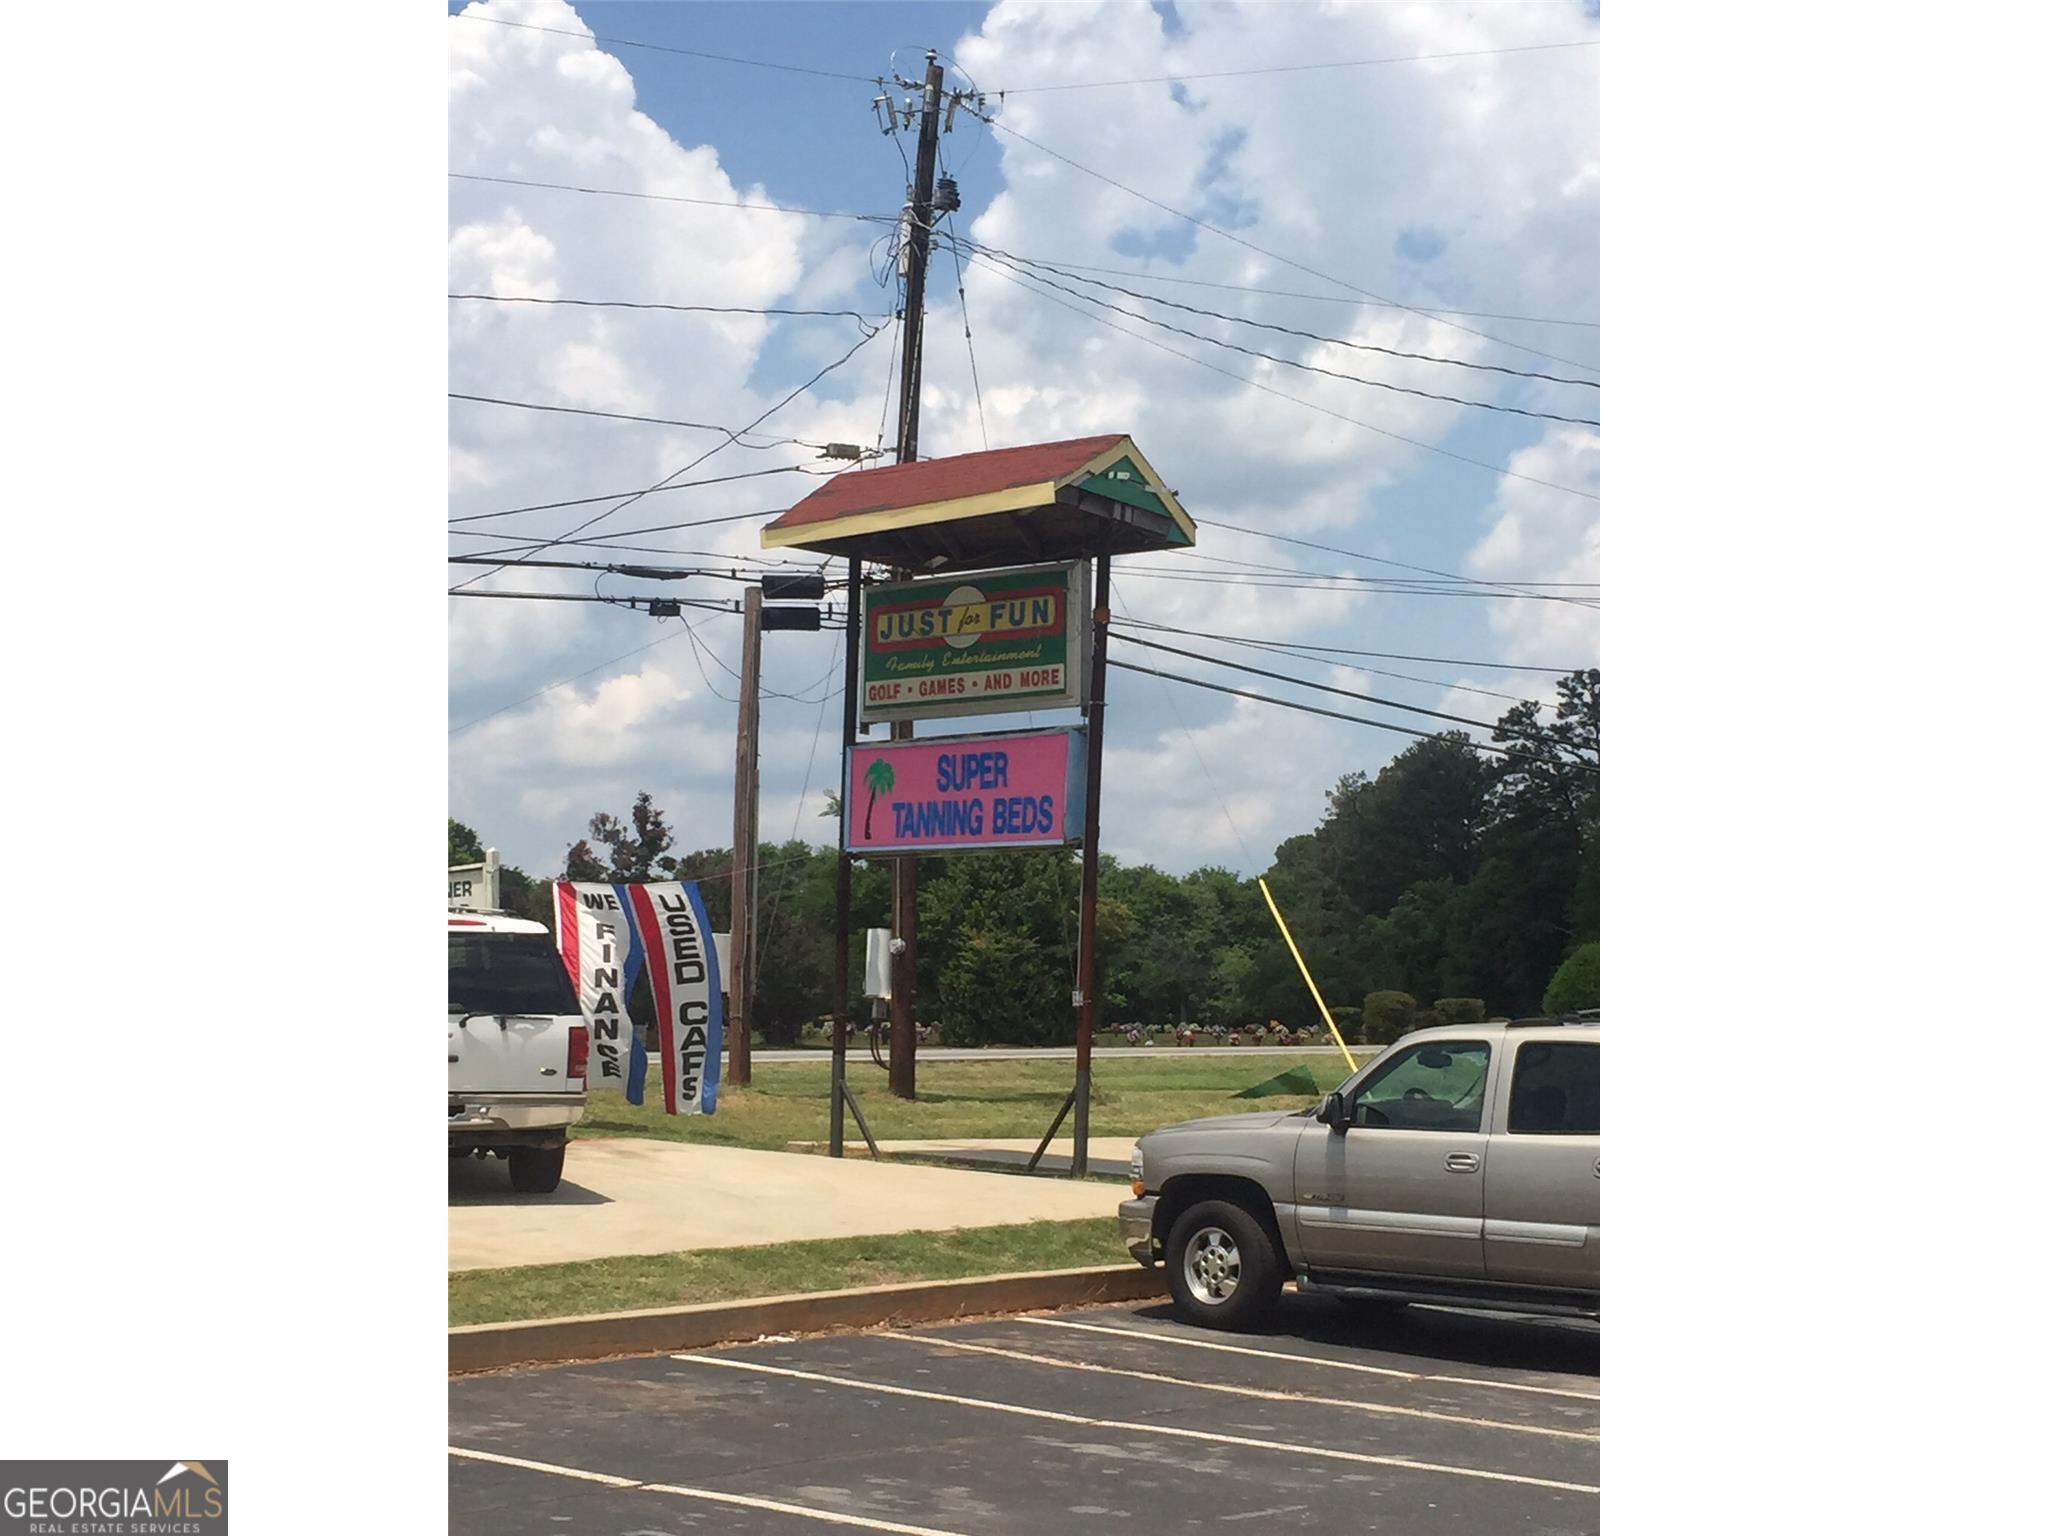 JUST for FUN
Family Entertainment
GOLF • GAMES • AND MORE
SUPER
TANNING BEDS
WE FINANCE
USED CARS
GEORGIAMLS
REAL ESTATE SERVICES